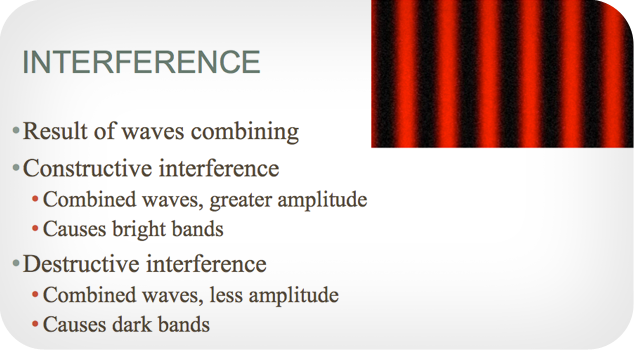 INTERFERENCE
•Result of waves combining
•Constructive interference
•Combined waves, greater amplitude
•Causes bright bands
•Destructive interference
•Combined waves, less amplitude
•Causes dark bands